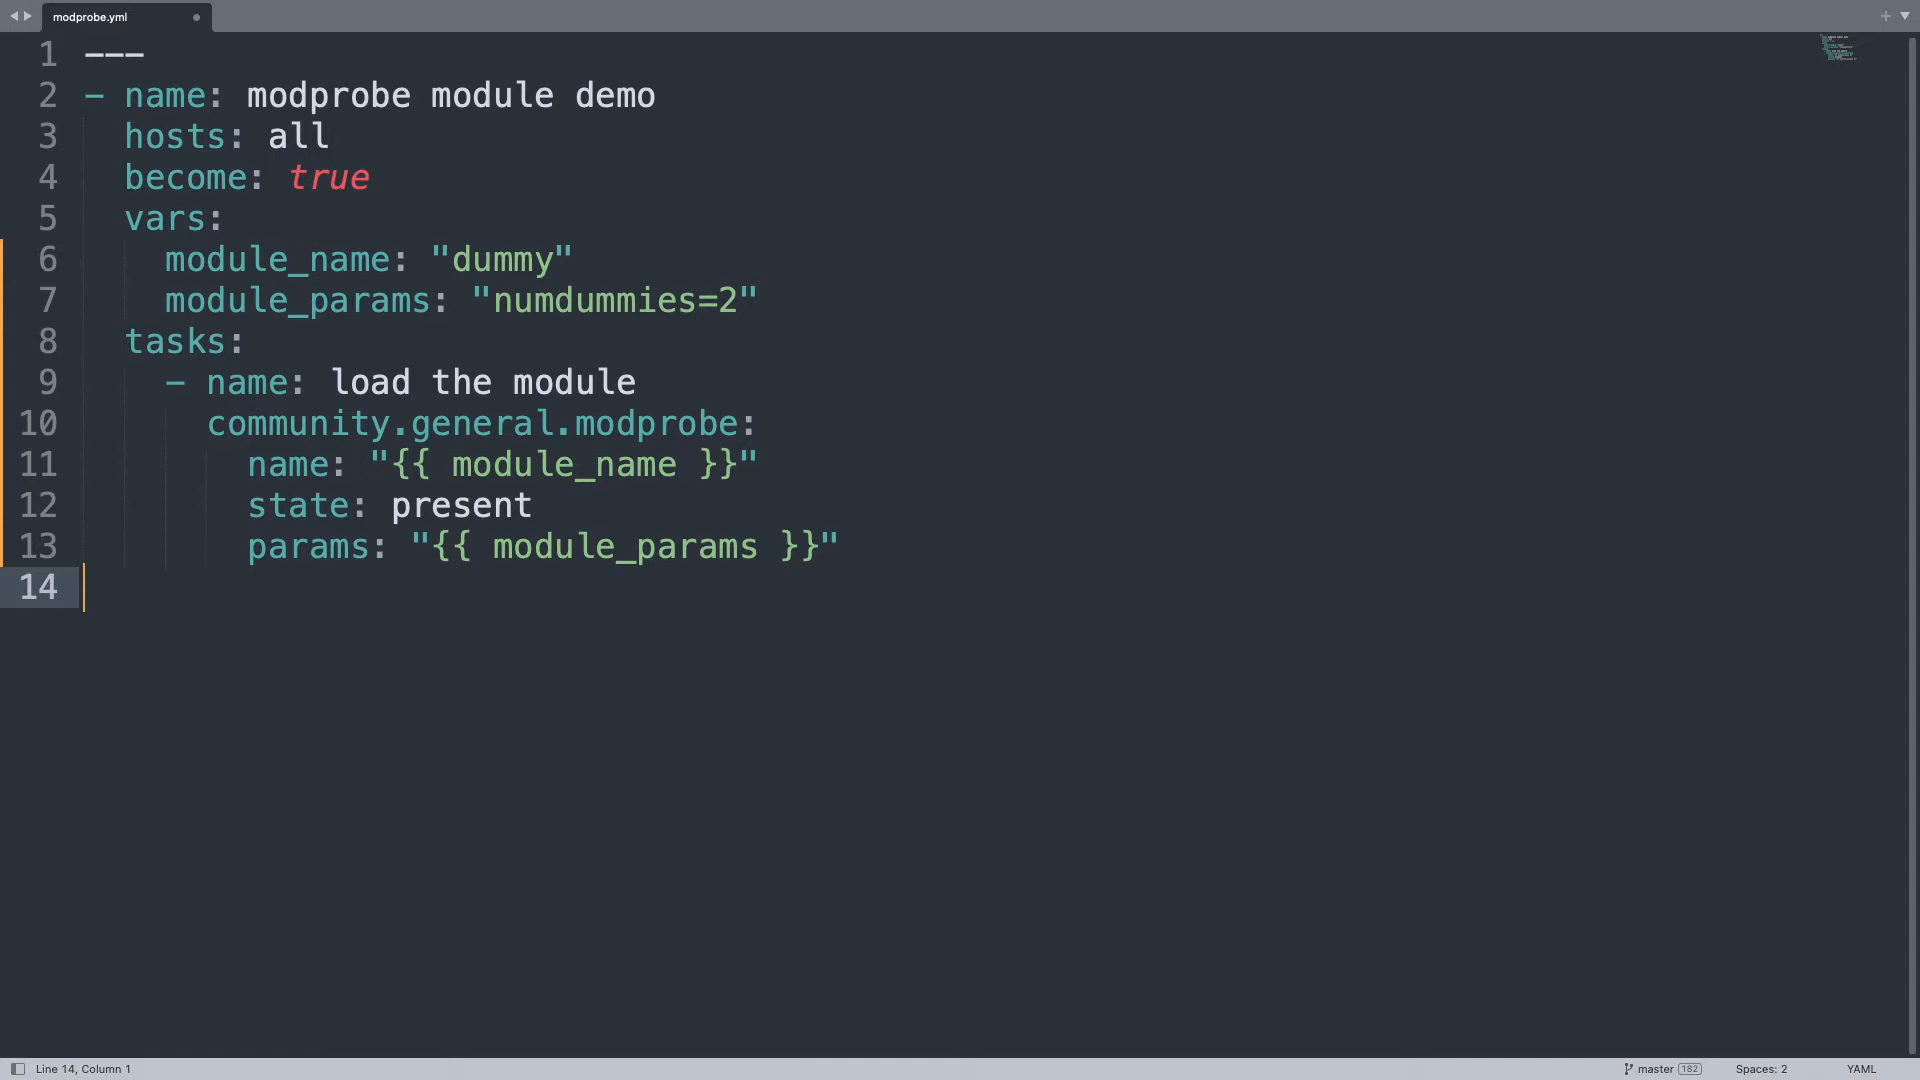 modprobe.yml
1 ---
2 - name: modprobe module demo
3   hosts: all
4   become: true
5   vars:
6     module_name: "dummy"
7     module_params: "numdummies=2"
8   tasks:
9     - name: load the module
10       community.general.modprobe:
11         name: "{{ module_name }}"
12         state: present
13         params: "{{ module_params }}"
14
Line 14, Column 1 master 182 Spaces: 2 YAML